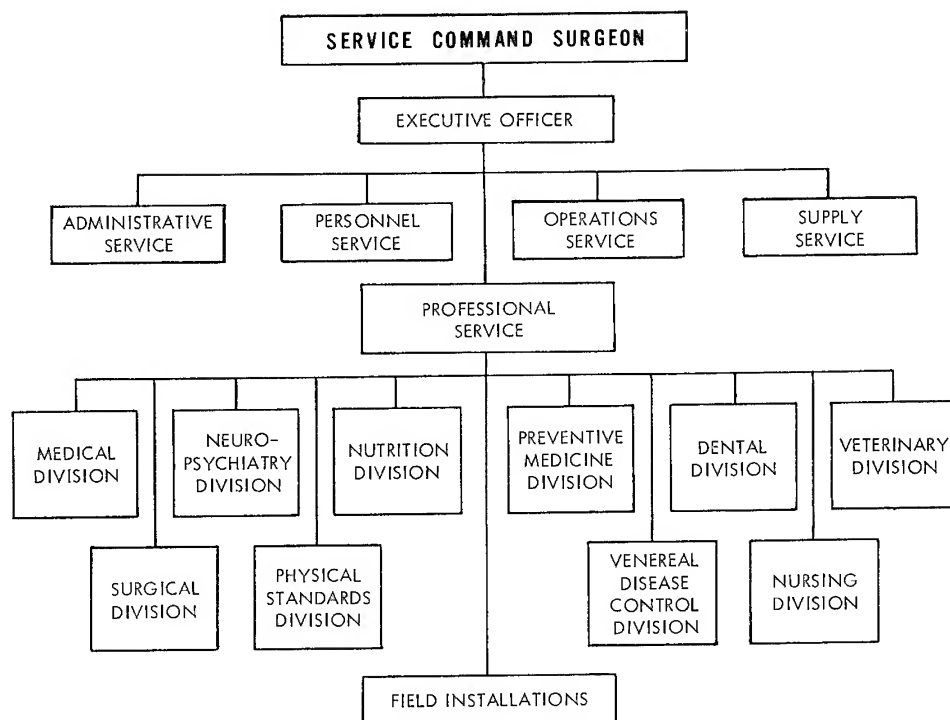 SERVICE COMMAND SURGEON
EXECUTIVE OFFICER
ADMINISTRATIVE
SERVICE
PERSONNEL
SERVICE
OPERATIONS
SERVICE
SUPPLY
SERVICE
PROFESSIONAL
SERVICE
MEDICAL
DIVISION
NEURO-
PSYCHIATRY
DIVISION
NUTRITION
DIVISION
PREVENTIVE
MEDICINE
DIVISION
DENTAL
DIVISION
VETERINARY
DIVISION
SURGICAL
DIVISION
PHYSICAL
STANDARDS
DIVISION
VENEREAL
DISEASE
CONTROL
DIVISION
NURSING
DIVISION
FIELD INSTALLATIONS